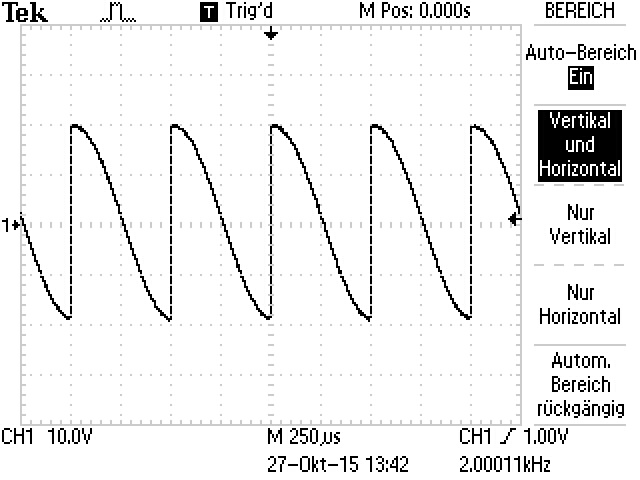 Tek T Trig'd M Pos: 0.000s BEREICH
Auto-Bereich
Ein
Vertikal
und
Horizontal
Nur
Vertikal
Nur
Horizontal
Autom.
Bereich
rückgängig
1
CH1 10.0V M 250µs CH1 1.00V
27-Okt-15 13:42 2.00011kHz